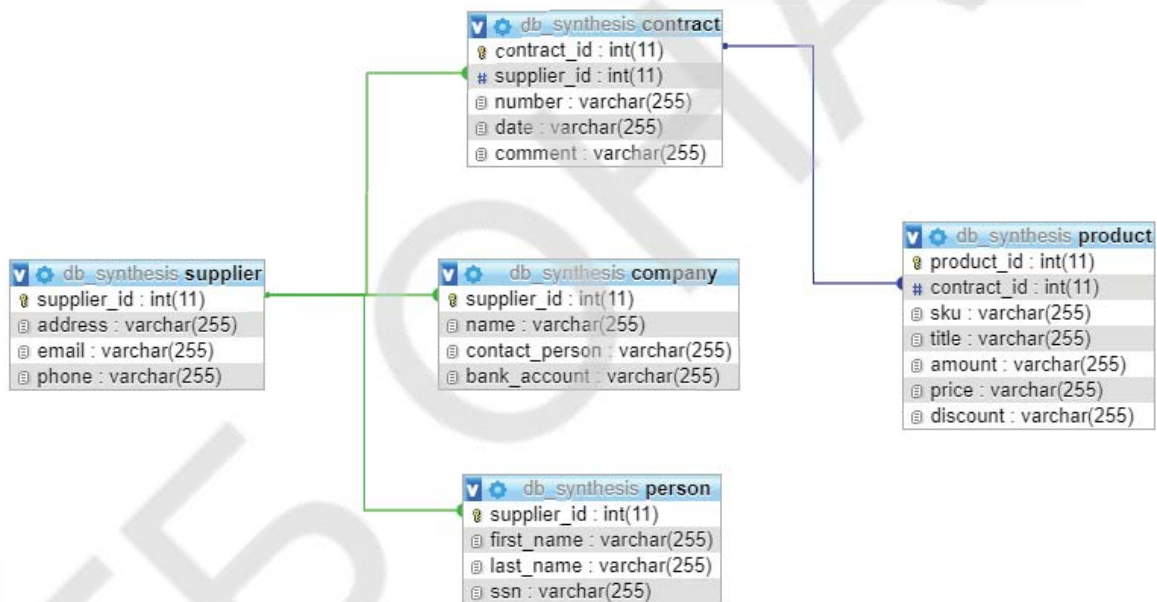 db_synthesis contract
contract_id : int(11)
# supplier_id : int(11)
number : varchar(255)
date : varchar(255)
comment : varchar(255)
db_synthesis supplier
supplier_id : int(11)
address : varchar(255)
email : varchar(255)
phone : varchar(255)
db_synthesis company
supplier_id : int(11)
name : varchar(255)
contact_person : varchar(255)
bank_account : varchar(255)
db_synthesis product
product_id : int(11)
# contract_id : int(11)
sku : varchar(255)
title : varchar(255)
amount : varchar(255)
price : varchar(255)
discount : varchar(255)
db_synthesis person
supplier_id : int(11)
first_name : varchar(255)
last_name : varchar(255)
ssn : varchar(255)